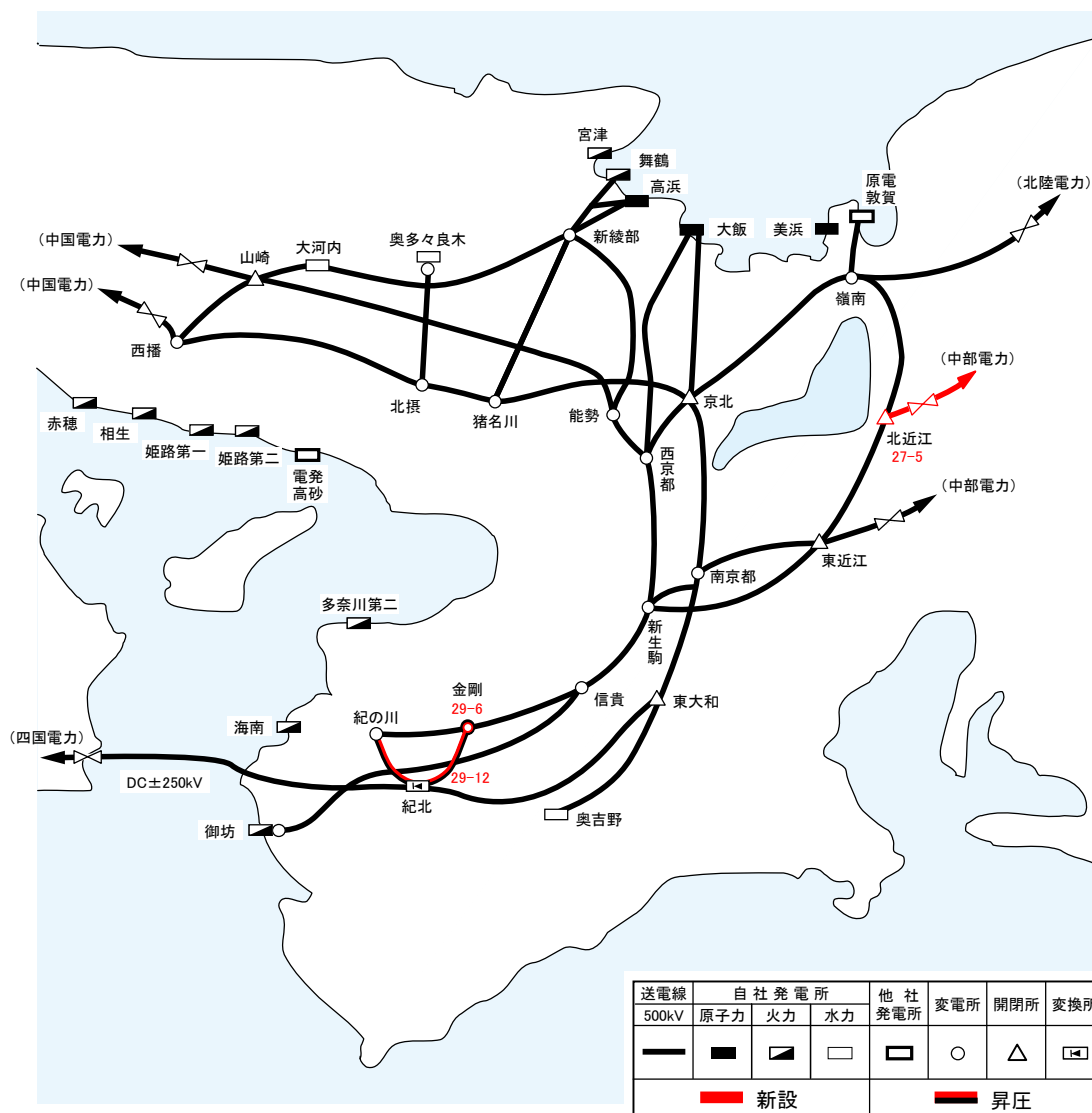 宮津
舞鶴
高浜
原電
敦賀
(北陸電力)
大飯
美浜
新綾部
奥多々良木
大河内
(中国電力)
山崎
(中国電力)
嶺南
西播
(中部電力)
北摂
猪名川
能勢
京北
北近江
27-5
赤穂
相生
姫路第一
姫路第二
電発
高砂
西京都
(中部電力)
東近江
南京都
多奈川第二
新生駒
信貴
東大和
金剛
29-6
紀の川
海南
(四国電力)
DC±250kV
29-12
紀北
御坊
奥吉野
送電線
自社発電所
他社
発電所
変電所
開閉所
変換所
500kV
原子力
火力
水力
新設
昇圧